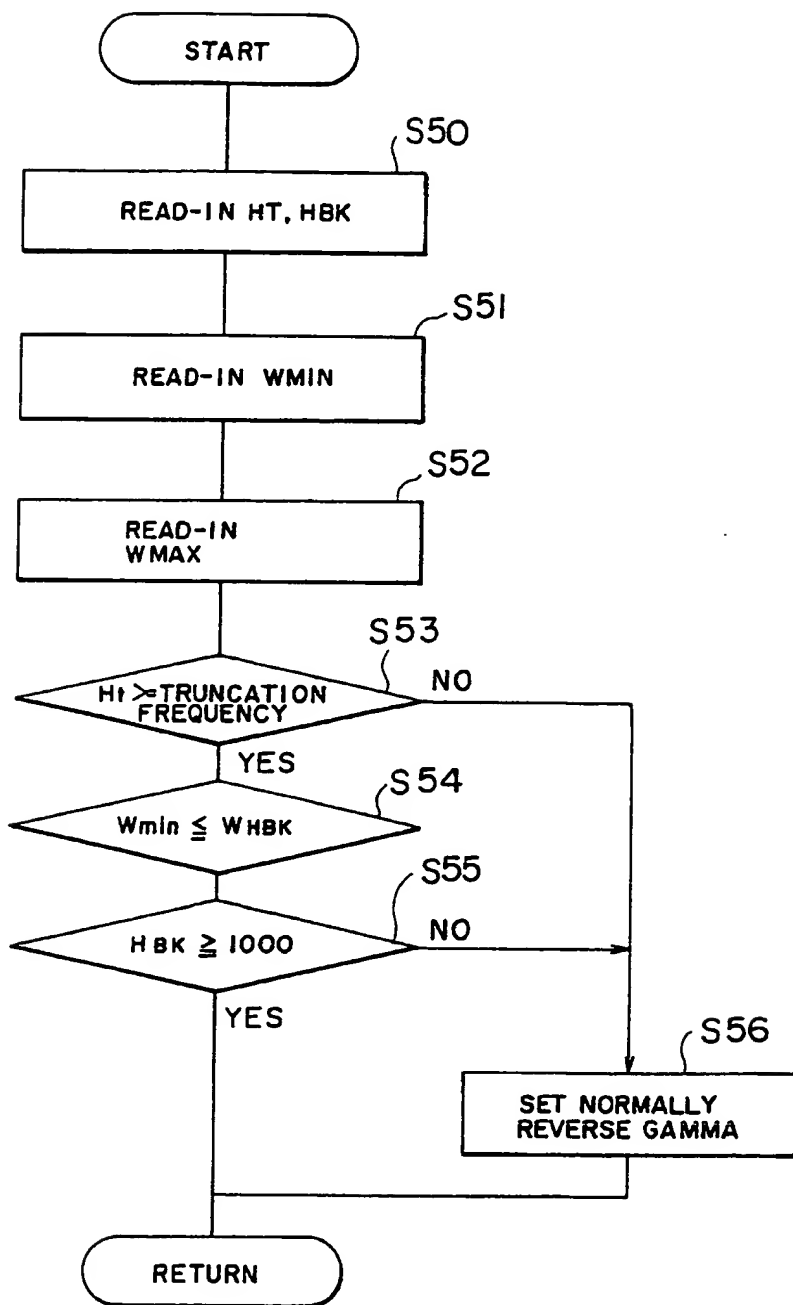 START
S50
READ-IN HT, HBK
S51
READ-IN WMIN
S52
READ-IN
WMAX
S53
Ht >= TRUNCATION
FREQUENCY
NO
YES
S54
Wmin ≦ WHBK
S55
HBK ≧ 1000
NO
YES
S56
SET NORMALLY
REVERSE GAMMA
RETURN